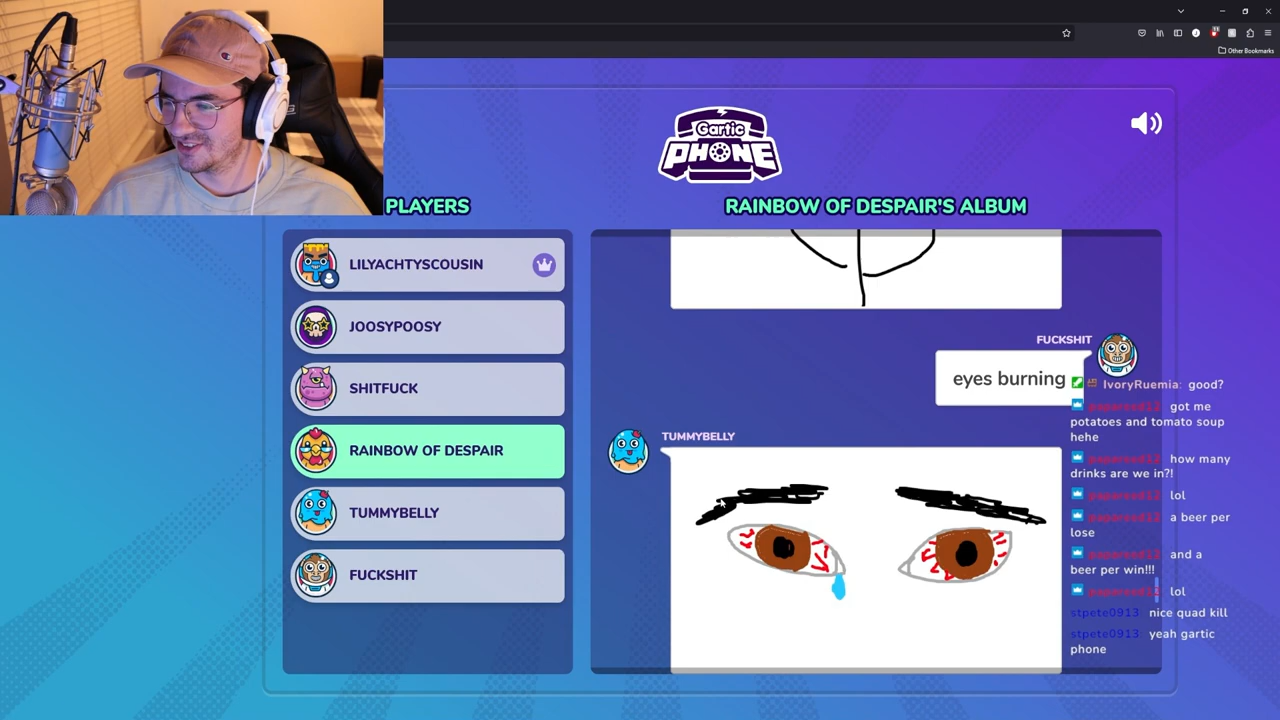 Other Bookmarks
Gartic
PHONE
PLAYERS
RAINBOW OF DESPAIR'S ALBUM
LILYACHTYSCOUSIN
JOOSYPOOSY
SHITFUCK
RAINBOW OF DESPAIR
TUMMYBELLY
FUCKSHIT
FUCKSHIT
eyes burning
TUMMYBELLY
IvoryRuemia: good?
got me
potatoes and tomato soup
hehe
how many
drinks are we in?!
lol
a beer per
lose
and a
beer per win!!!
lol
stpete0913: nice quad kill
stpete0913: yeah gartic
phone